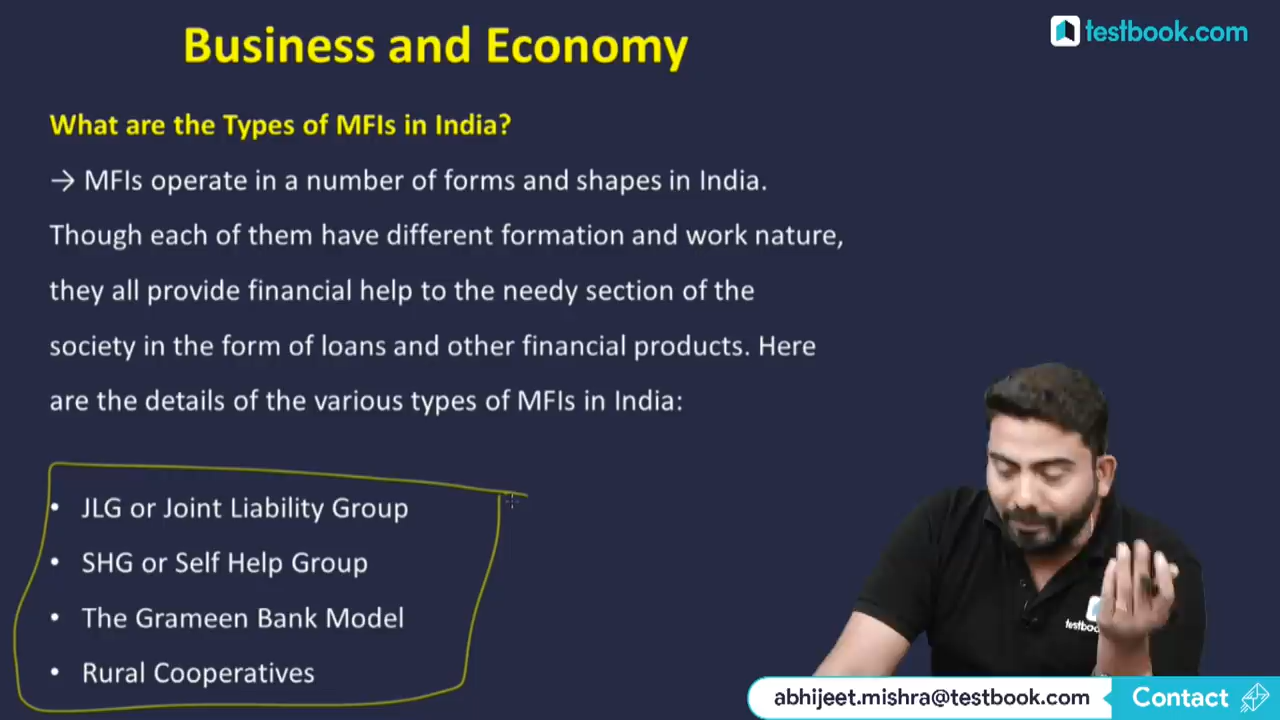 Business and Economy
testbook.com
What are the Types of MFIs in India?
→ MFIs operate in a number of forms and shapes in India.
Though each of them have different formation and work nature,
they all provide financial help to the needy section of the
society in the form of loans and other financial products. Here
are the details of the various types of MFIs in India:
• JLG or Joint Liability Group
• SHG or Self Help Group
• The Grameen Bank Model
• Rural Cooperatives
abhijeet.mishra@testbook.com
Contact